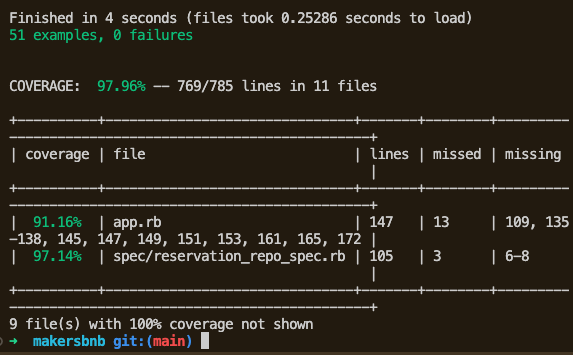 Finished in 4 seconds (files took 0.25286 seconds to load)
51 examples, 0 failures
COVERAGE:  97.96% -- 769/785 lines in 11 files
+----------+-------------------------------+-------+--------+---------
-------------------------------------------+
| coverage | file                          | lines | missed | missing
                                           |
+----------+-------------------------------+-------+--------+---------
-------------------------------------------+
|  91.16%  | app.rb                        | 147   | 13     | 109, 135
-138, 145, 147, 149, 151, 153, 161, 165, 172 |
|  97.14%  | spec/reservation_repo_spec.rb | 105   | 3      | 6-8
                                           |
+----------+-------------------------------+-------+--------+---------
-------------------------------------------+
9 file(s) with 100% coverage not shown
→  makersbnb git:(main)